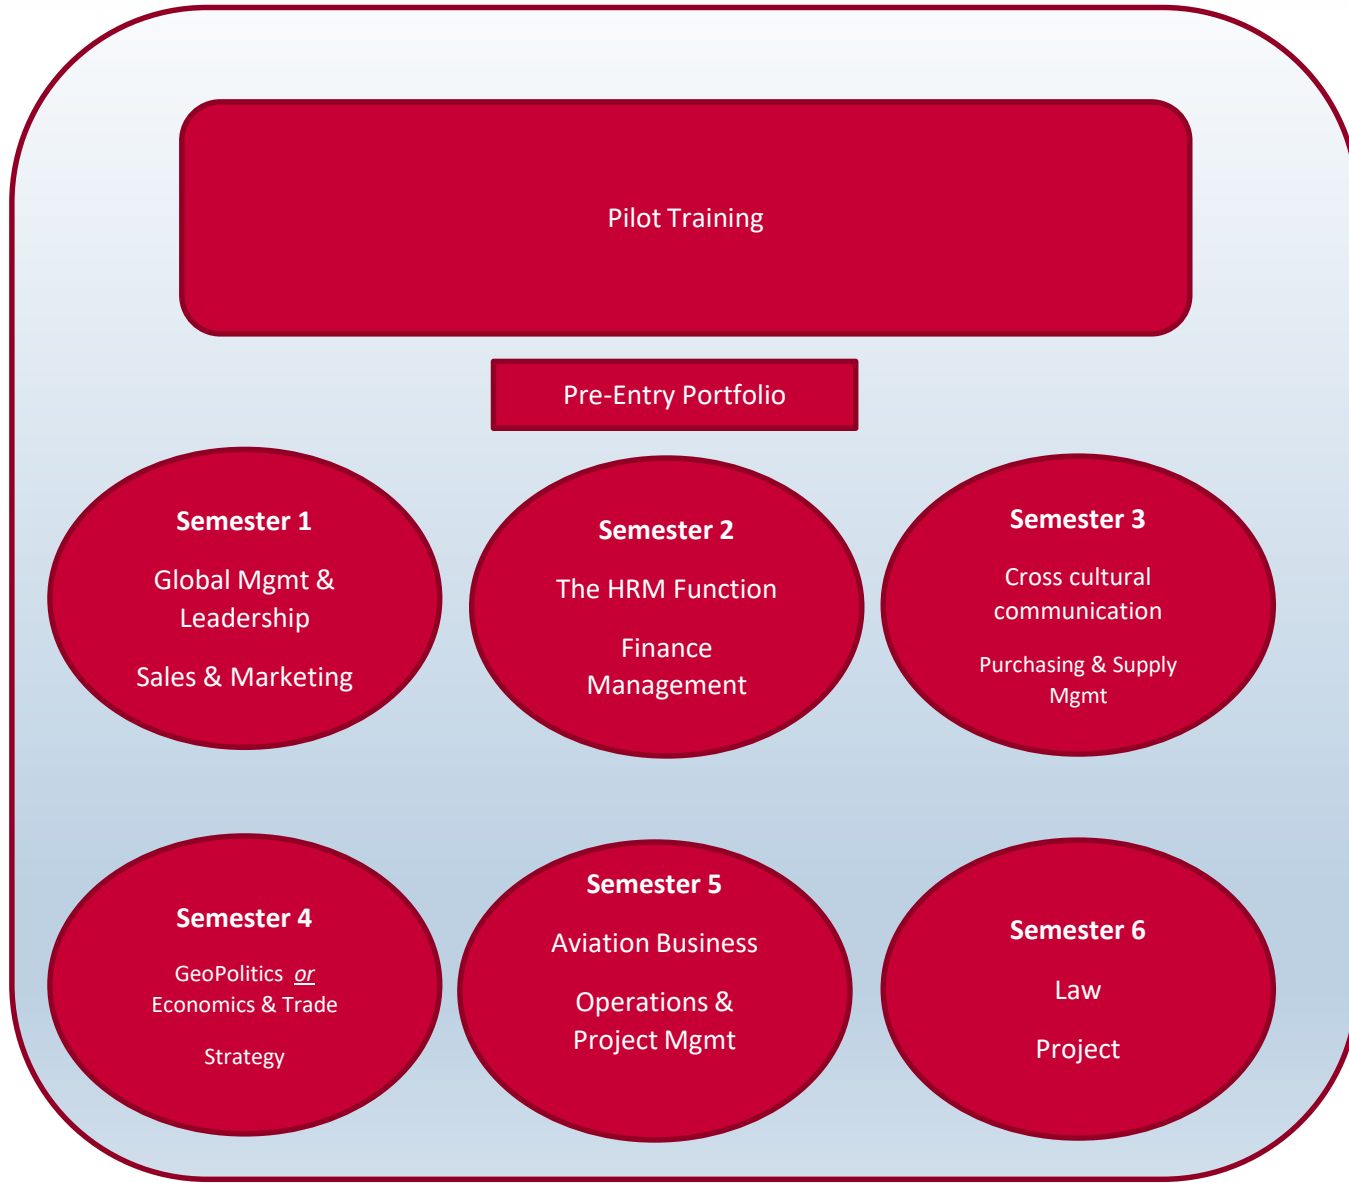 Pilot Training
Pre-Entry Portfolio
Semester 1
Global Mgmt &
Leadership
Sales & Marketing
Semester 2
The HRM Function
Finance
Management
Semester 3
Cross cultural
communication
Purchasing & Supply
Mgmt
Semester 4
GeoPolitics or
Economics & Trade
Strategy
Semester 5
Aviation Business
Operations &
Project Mgmt
Semester 6
Law
Project